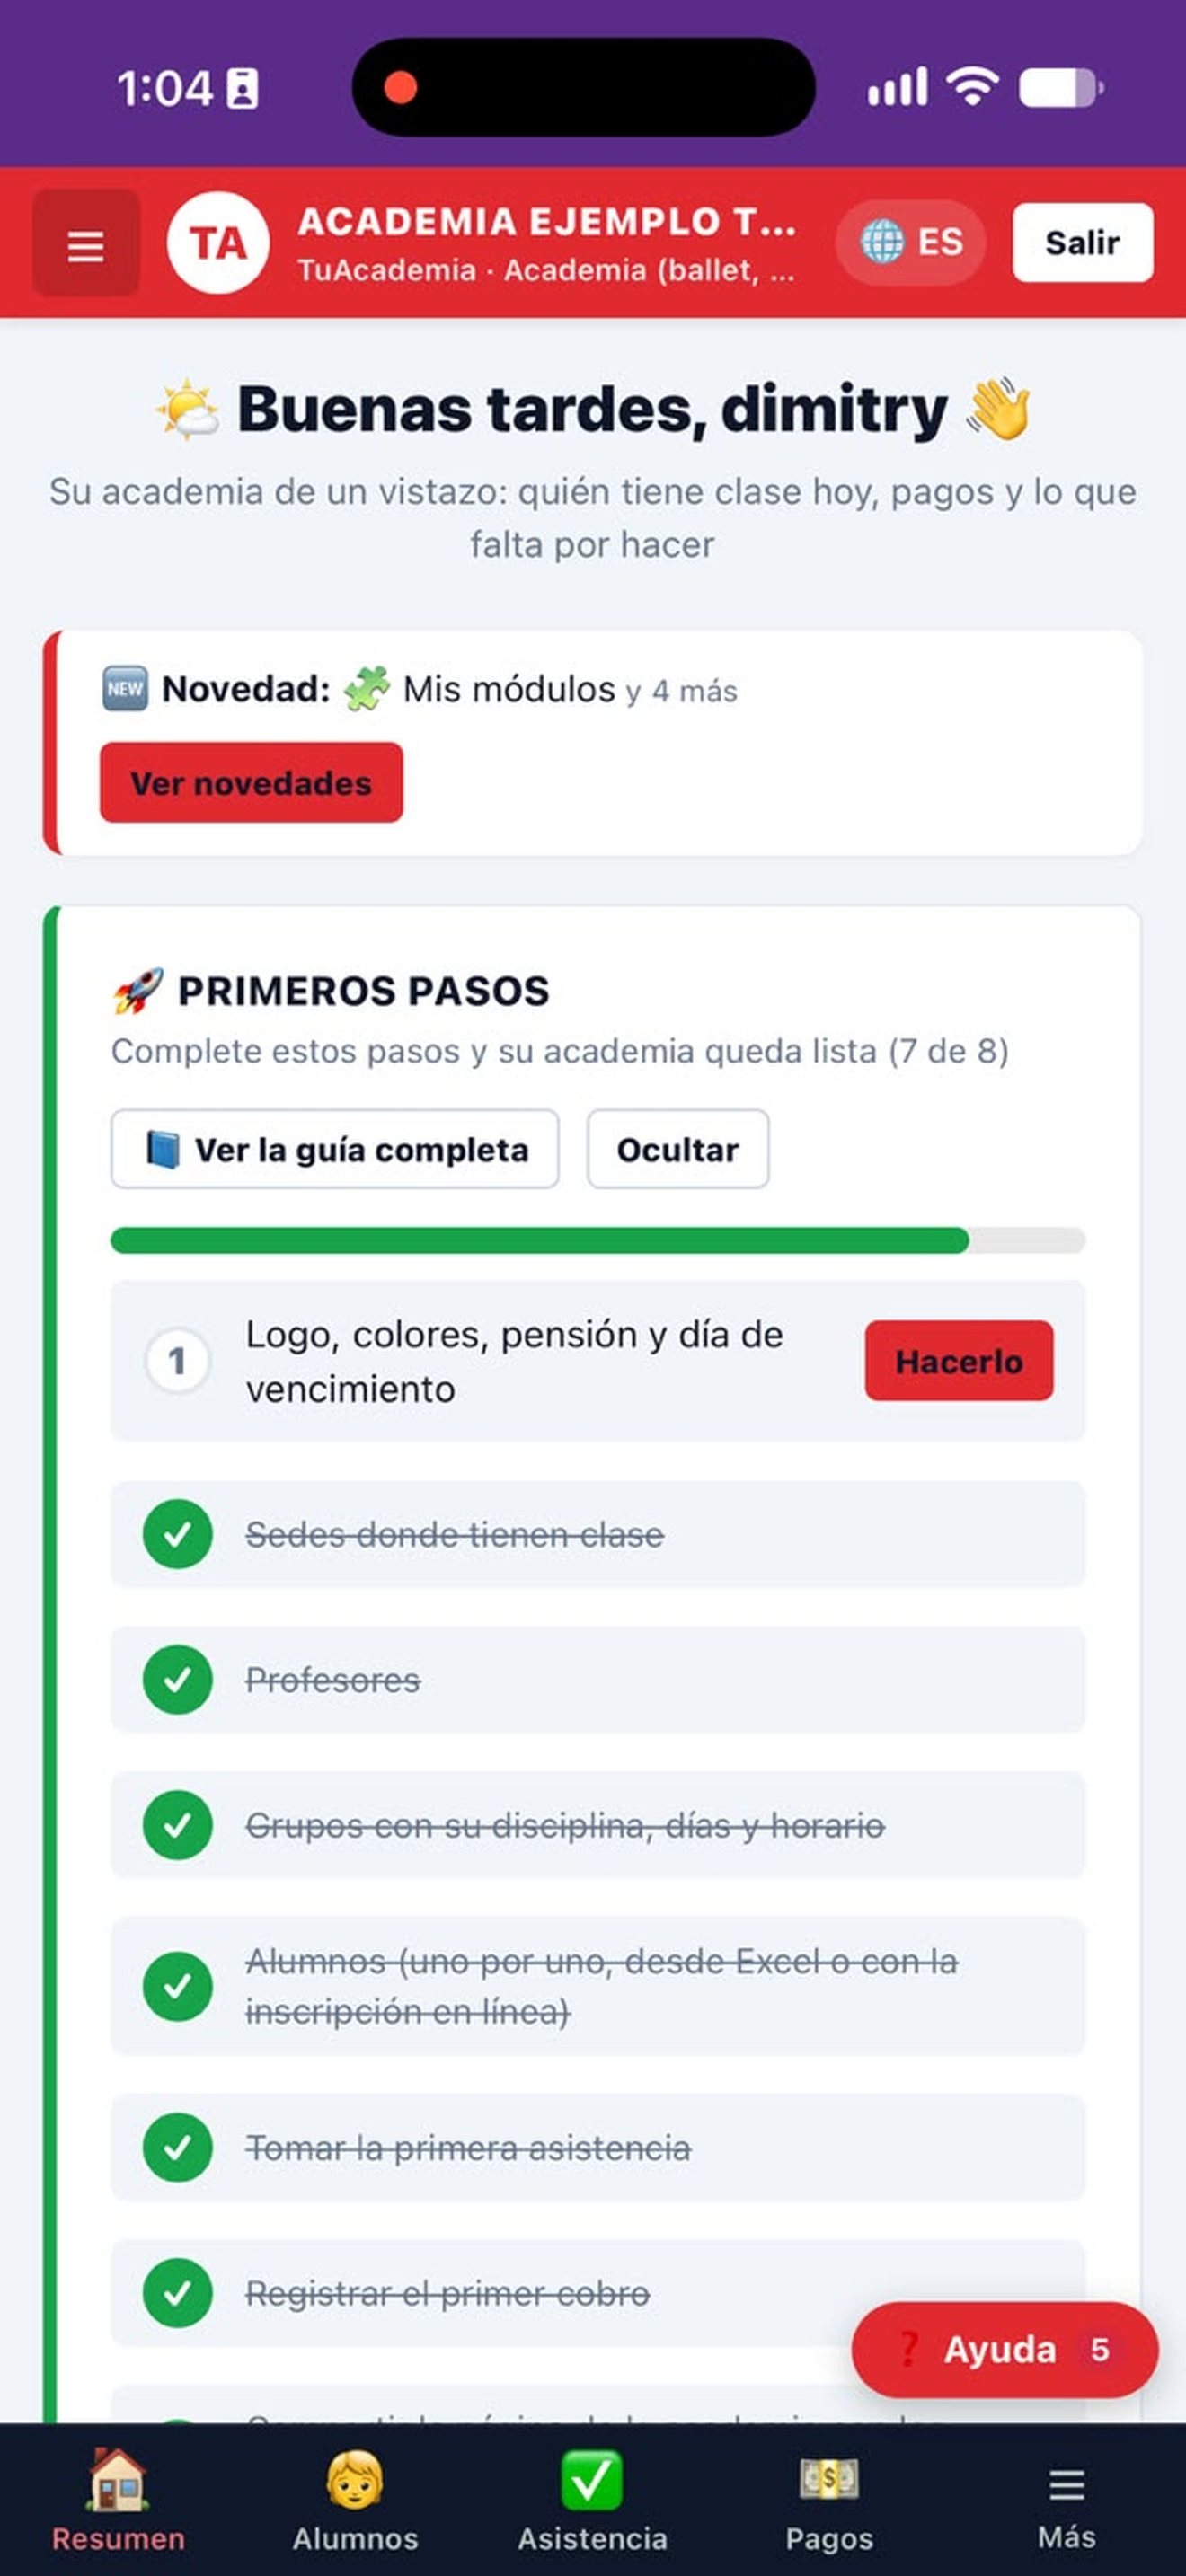 1:04
TA
ACADEMIA EJEMPLO T...
TuAcademia · Academia (ballet, ...
ES
Salir
Buenas tardes, dimitry
Su academia de un vistazo: quién tiene clase hoy, pagos y lo que
falta por hacer
NEW Novedad: Mis módulos y 4 más
Ver novedades
PRIMEROS PASOS
Complete estos pasos y su academia queda lista (7 de 8)
Ver la guía completa
Ocultar
1
Logo, colores, pensión y día de
vencimiento
Hacerlo
Sedes donde tienen clase
Profesores
Grupos con su disciplina, días y horario
Alumnos (uno por uno, desde Excel o con la
inscripción en línea)
Tomar la primera asistencia
Registrar el primer cobro
❓ Ayuda 5
Resumen
Alumnos
Asistencia
Pagos
Más